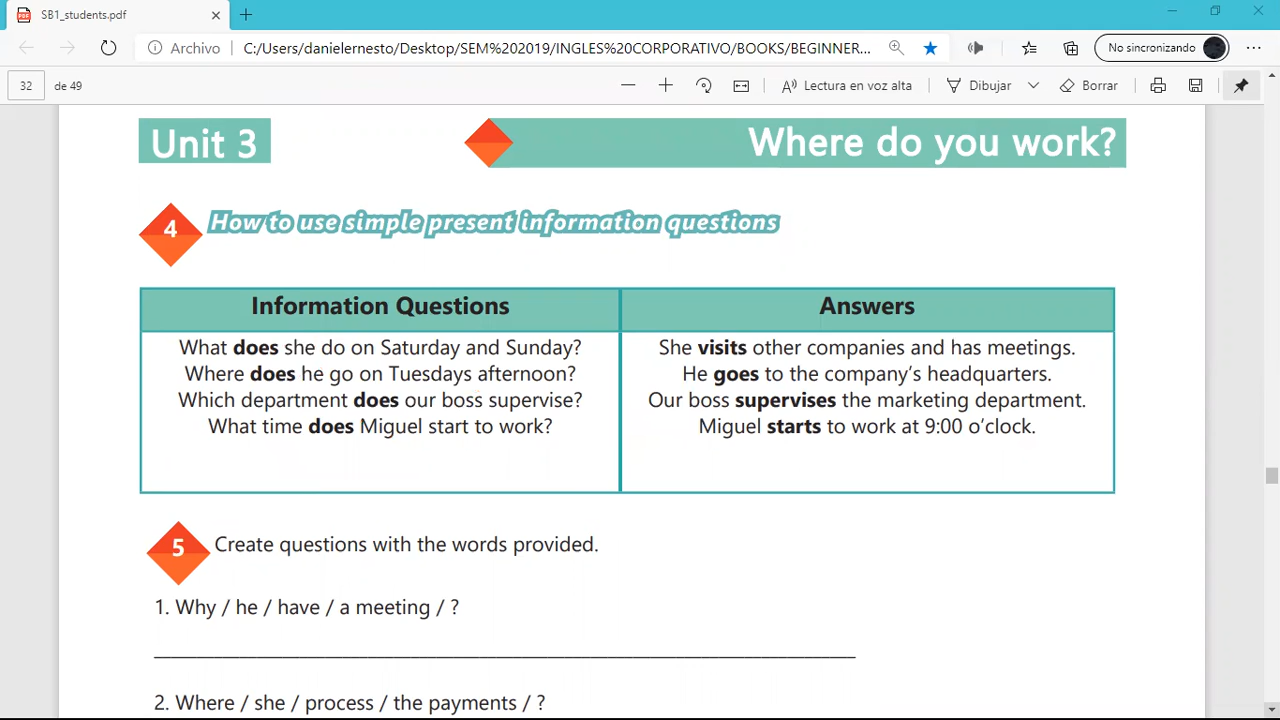 SB1_students.pdf
Archivo
C:/Users/danielernesto/Desktop/SEM%202019/INGLES%20CORPORATIVO/BOOKS/BEGINNER...
No sincronizando
32 de 49
Lectura en voz alta
Dibujar
Borrar
Unit 3
Where do you work?
4 How to use simple present information questions
Information Questions
What does she do on Saturday and Sunday?
Where does he go on Tuesdays afternoon?
Which department does our boss supervise?
What time does Miguel start to work?
Answers
She visits other companies and has meetings.
He goes to the company's headquarters.
Our boss supervises the marketing department.
Miguel starts to work at 9:00 o'clock.
5 Create questions with the words provided.
1. Why / he / have / a meeting / ?
2. Where / she / process / the payments / ?